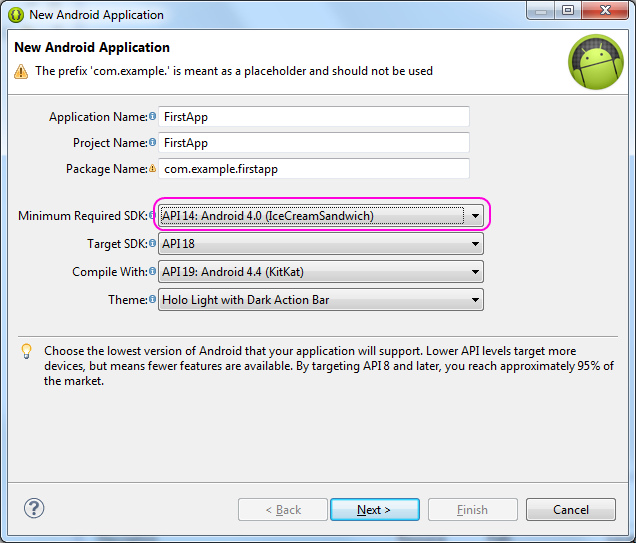 New Android Application
New Android Application
The prefix 'com.example.' is meant as a placeholder and should not be used
Application Name: FirstApp
Project Name: FirstApp
Package Name: com.example.firstapp
Minimum Required SDK: API 14: Android 4.0 (IceCreamSandwich)
Target SDK: API 18
Compile With: API 19: Android 4.4 (KitKat)
Theme: Holo Light with Dark Action Bar
Choose the lowest version of Android that your application will support. Lower API levels target more
devices, but means fewer features are available. By targeting API 8 and later, you reach approximately 95% of
the market.
? < Back Next > Finish Cancel